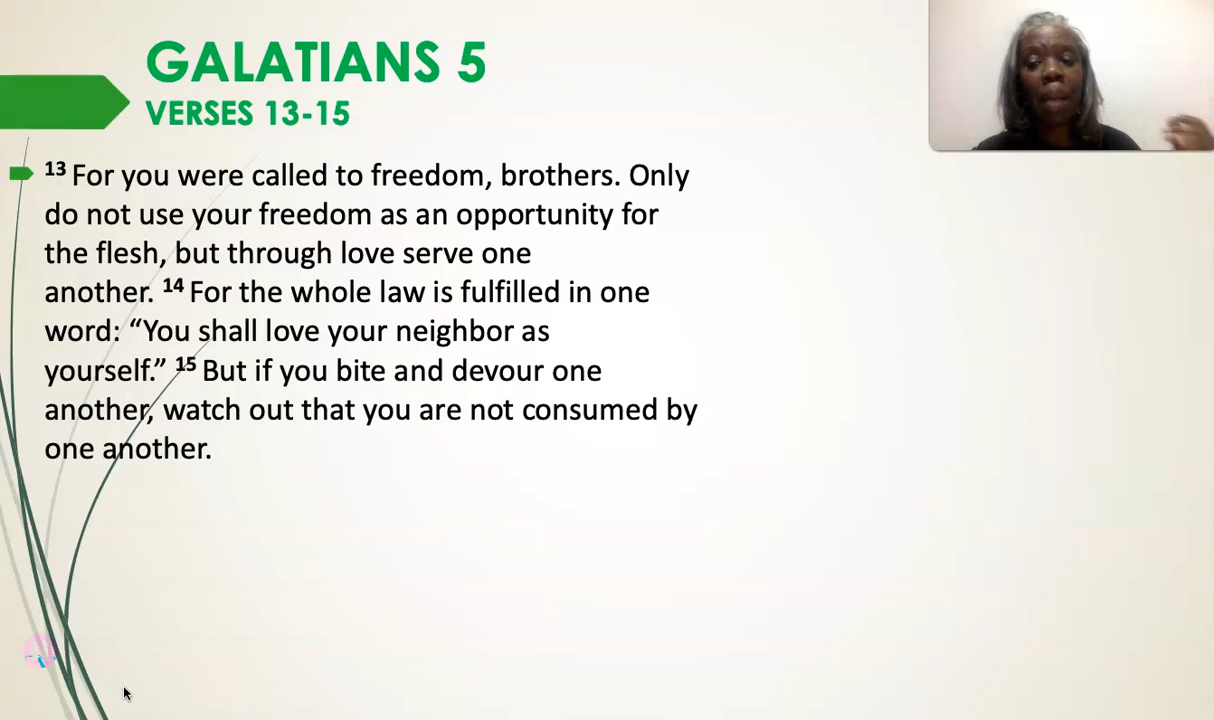 GALATIANS 5
VERSES 13-15
13 For you were called to freedom, brothers. Only
do not use your freedom as an opportunity for
the flesh, but through love serve one
another. 14 For the whole law is fulfilled in one
word: “You shall love your neighbor as
yourself.” 15 But if you bite and devour one
another, watch out that you are not consumed by
one another.